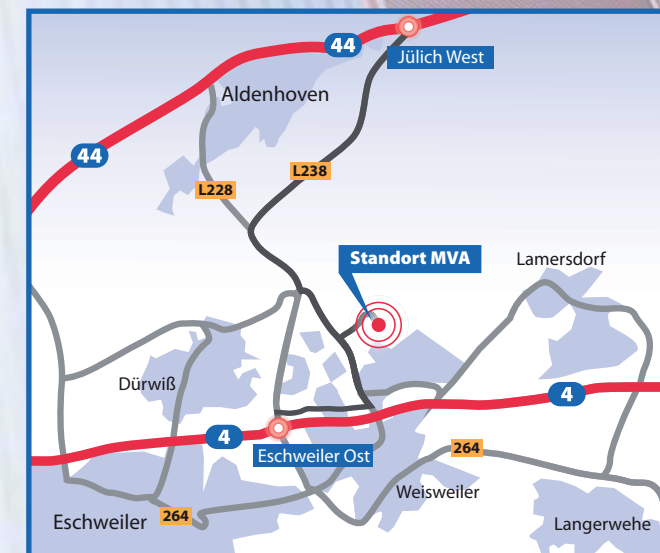 44
Jülich West
Aldenhoven
44
L238
L228
Standort MVA
Lamersdorf
Dürwiß
4
4
Eschweiler Ost
264
Weisweiler
264
Eschweiler
Langerwehe